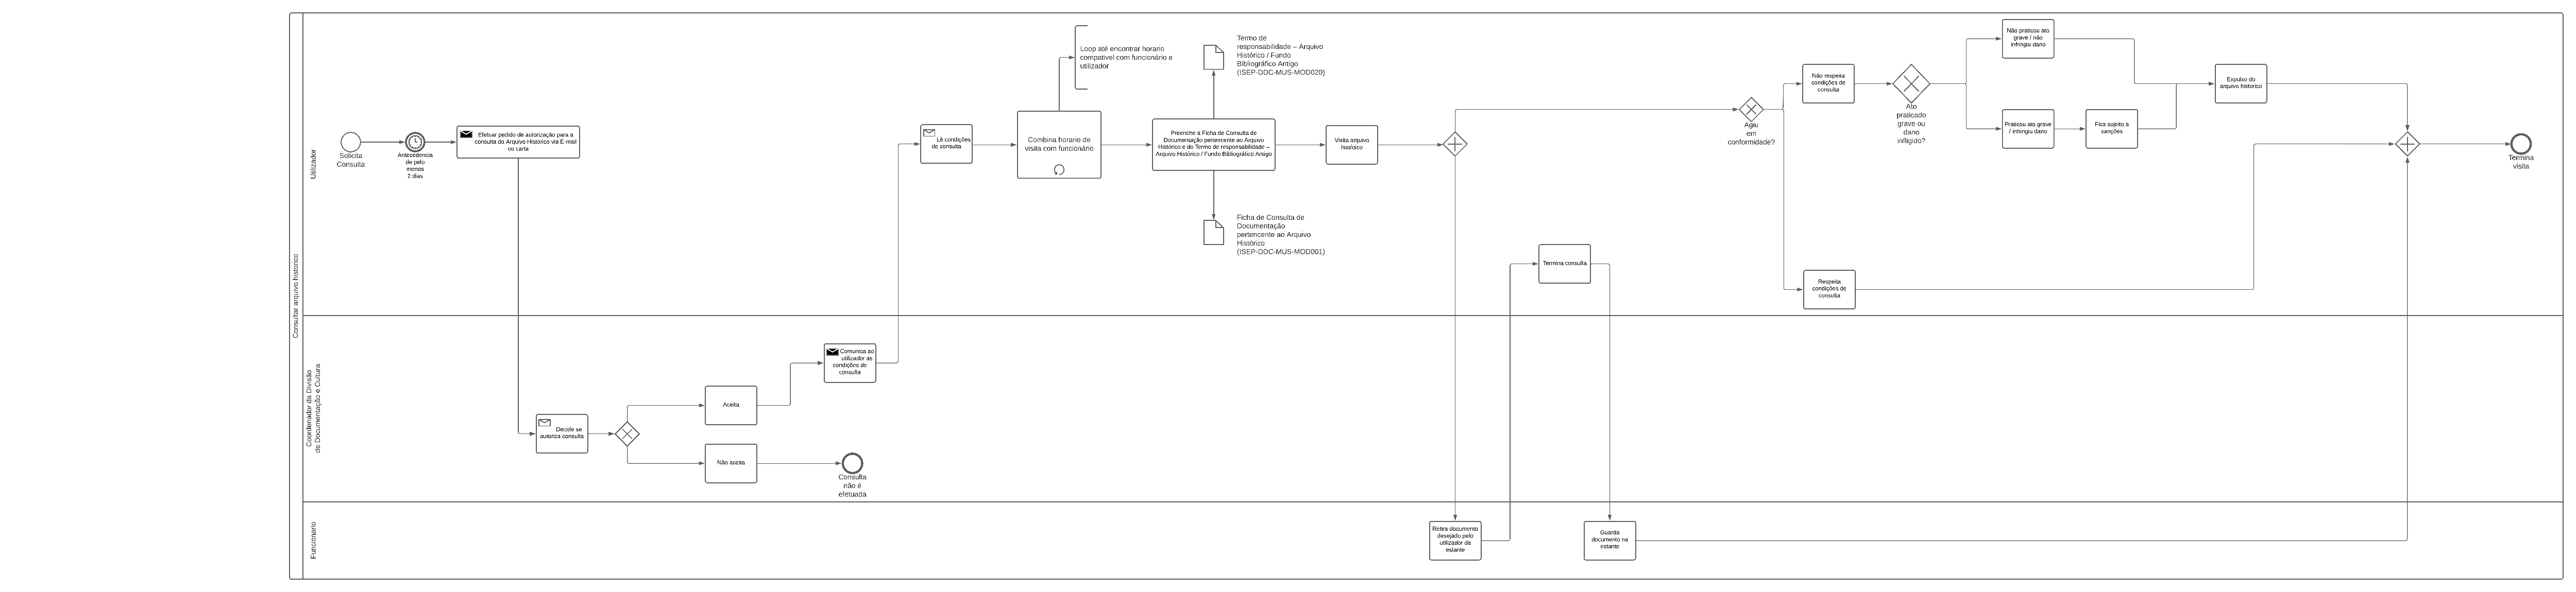 Consultar arquivo historico
Utilizador
Solicita
Consulta
Antecedencia
de pelo
menos
2 dias
Efetuar pedido de autorização para a
consulta do Arquivo Histórico via E-mail
ou carta
Lê condições
de consulta
Loop até encontrar horario
compativel com funcionário e
utilizador
Combina horario de
visita com funcionário
Termo de
responsabilidade – Arquivo
Histórico / Fundo
Bibliográfico Antigo
(ISEP-DDC-MUS-MOD020)
Preenche a Ficha de Consulta de
Documentação pertencente ao Arquivo
Histórico e do Termo de responsabilidade –
Arquivo Histórico / Fundo Bibliográfico Antigo
Ficha de Consulta de
Documentação
pertencente ao Arquivo
Histórico
(ISEP-DDC-MUS-MOD001)
Visita arquivo
histórico
Termina consulta
Agiu
em
conformidade?
Não respeita
condições de
consulta
Respeita
condições de
consulta
Ato
praticado
grave ou
dano
infligido?
Não praticou ato
grave / não
infringiu dano
Praticou ato grave
/ infringiu dano
Fica sujeito a
sanções
Expulso do
arquivo historico
Termina
visita
Coordenador da Divisão
de Documentação e Cultura
Decide se
autoriza consulta
Aceita
Não aceita
Comunica ao
utilizador as
condições de
consulta
Consulta
não é
efetuada
Funcionario
Retira documento
desejado pelo
utilizador da
estante
Guarda
documento na
estante